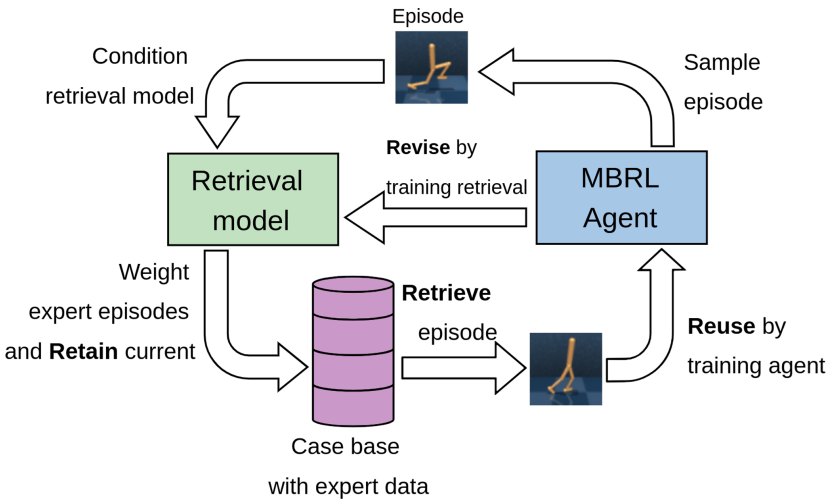 Episode
Condition
retrieval model
Sample
episode
Revise by
training retrieval
Retrieval
model
MBRL
Agent
Weight
expert episodes
and Retain current
Retrieve
episode
Reuse by
training agent
Case base
with expert data